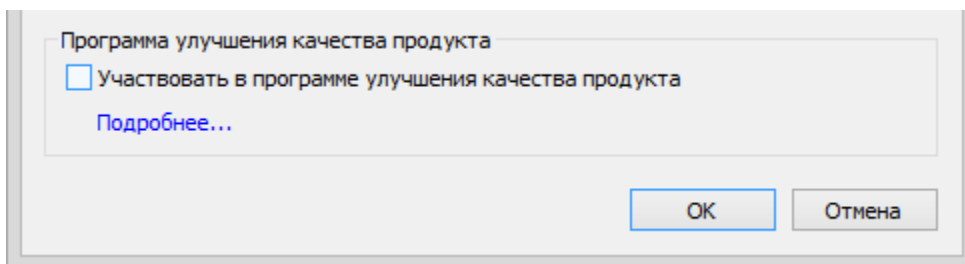 Программа улучшения качества продукта
Участвовать в программе улучшения качества продукта
Подробнее...
OK
Отмена